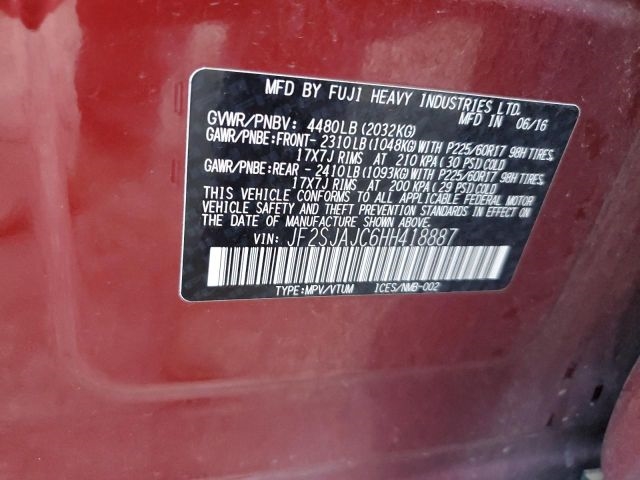 MFD BY FUJI HEAVY INDUSTRIES LTD.
MFD IN 06/16
GVWR/PNBV: 4480LB (2032KG)
GAWR/PNBE:FRONT- 2310LB (1048KG) WITH P225/60R17 98H TIRES,
17X7J RIMS AT 210 KPA (30 PSI) COLD
GAWR/PNBE:REAR - 2410LB (1093KG) WITH P225/60R17 98H TIRES,
17X7J RIMS AT 200 KPA (29 PSI) COLD
THIS VEHICLE CONFORMS TO ALL APPLICABLE FEDERAL MOTOR
VEHICLE SAFETY AND THEFT PREVENTION STANDARDS IN EFFECT ON
THE DATE OF MANUFACTURE SHOWN ABOVE.
VIN: JF2SJAJC6HH418887
TYPE:MPV/VTUM ICES/NMB-002